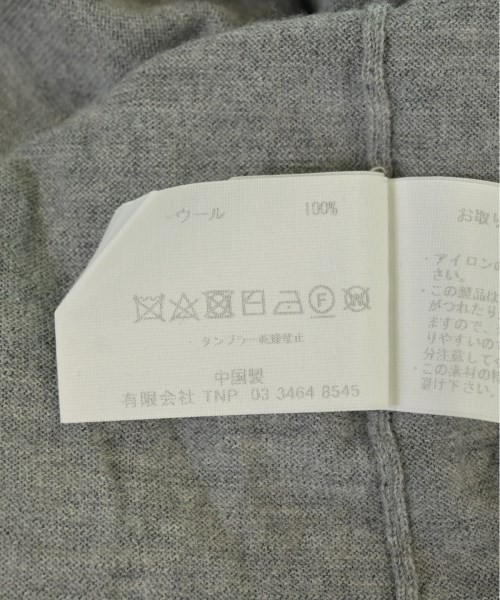 ウール 100%
Ⓕ Ⓦ
・タンブラー乾燥禁止
中国製
有限会社 TNP 03 3464 8545
お取り
・アイロンの
さい。
・この製品は
がつれたり
ますので、
りやすいの
分注意して
・この素材の特
避け下さい